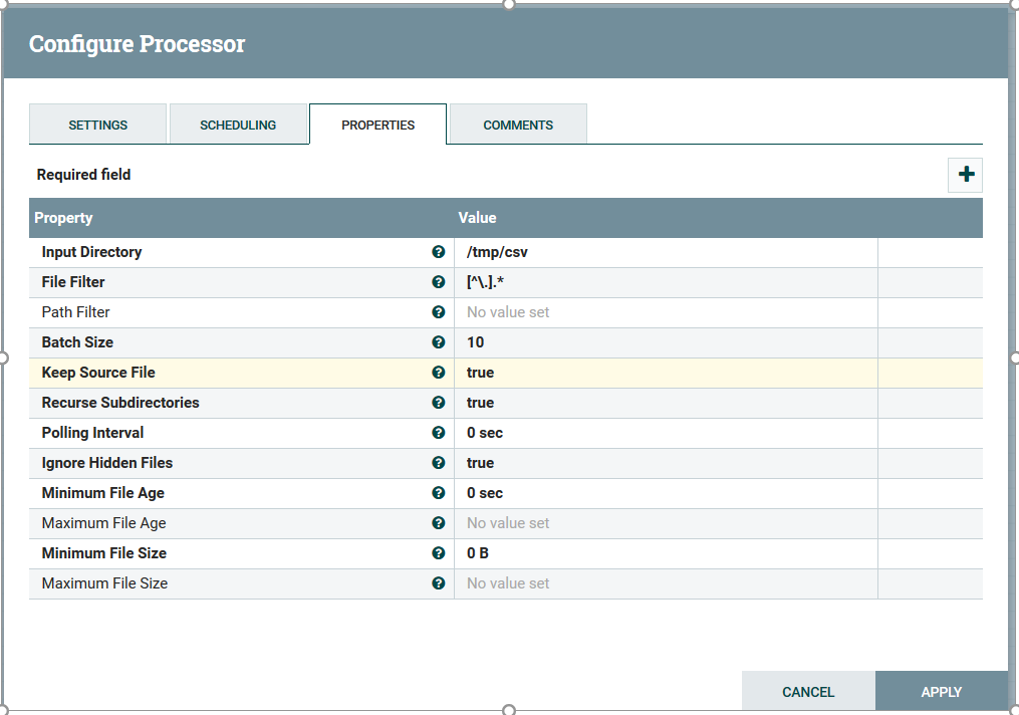 Configure Processor
SETTINGS SCHEDULING PROPERTIES COMMENTS
Required field
Property Value
Input Directory /tmp/csv
File Filter [^\.].*
Path Filter No value set
Batch Size 10
Keep Source File true
Recurse Subdirectories true
Polling Interval 0 sec
Ignore Hidden Files true
Minimum File Age 0 sec
Maximum File Age No value set
Minimum File Size 0 B
Maximum File Size No value set
CANCEL APPLY